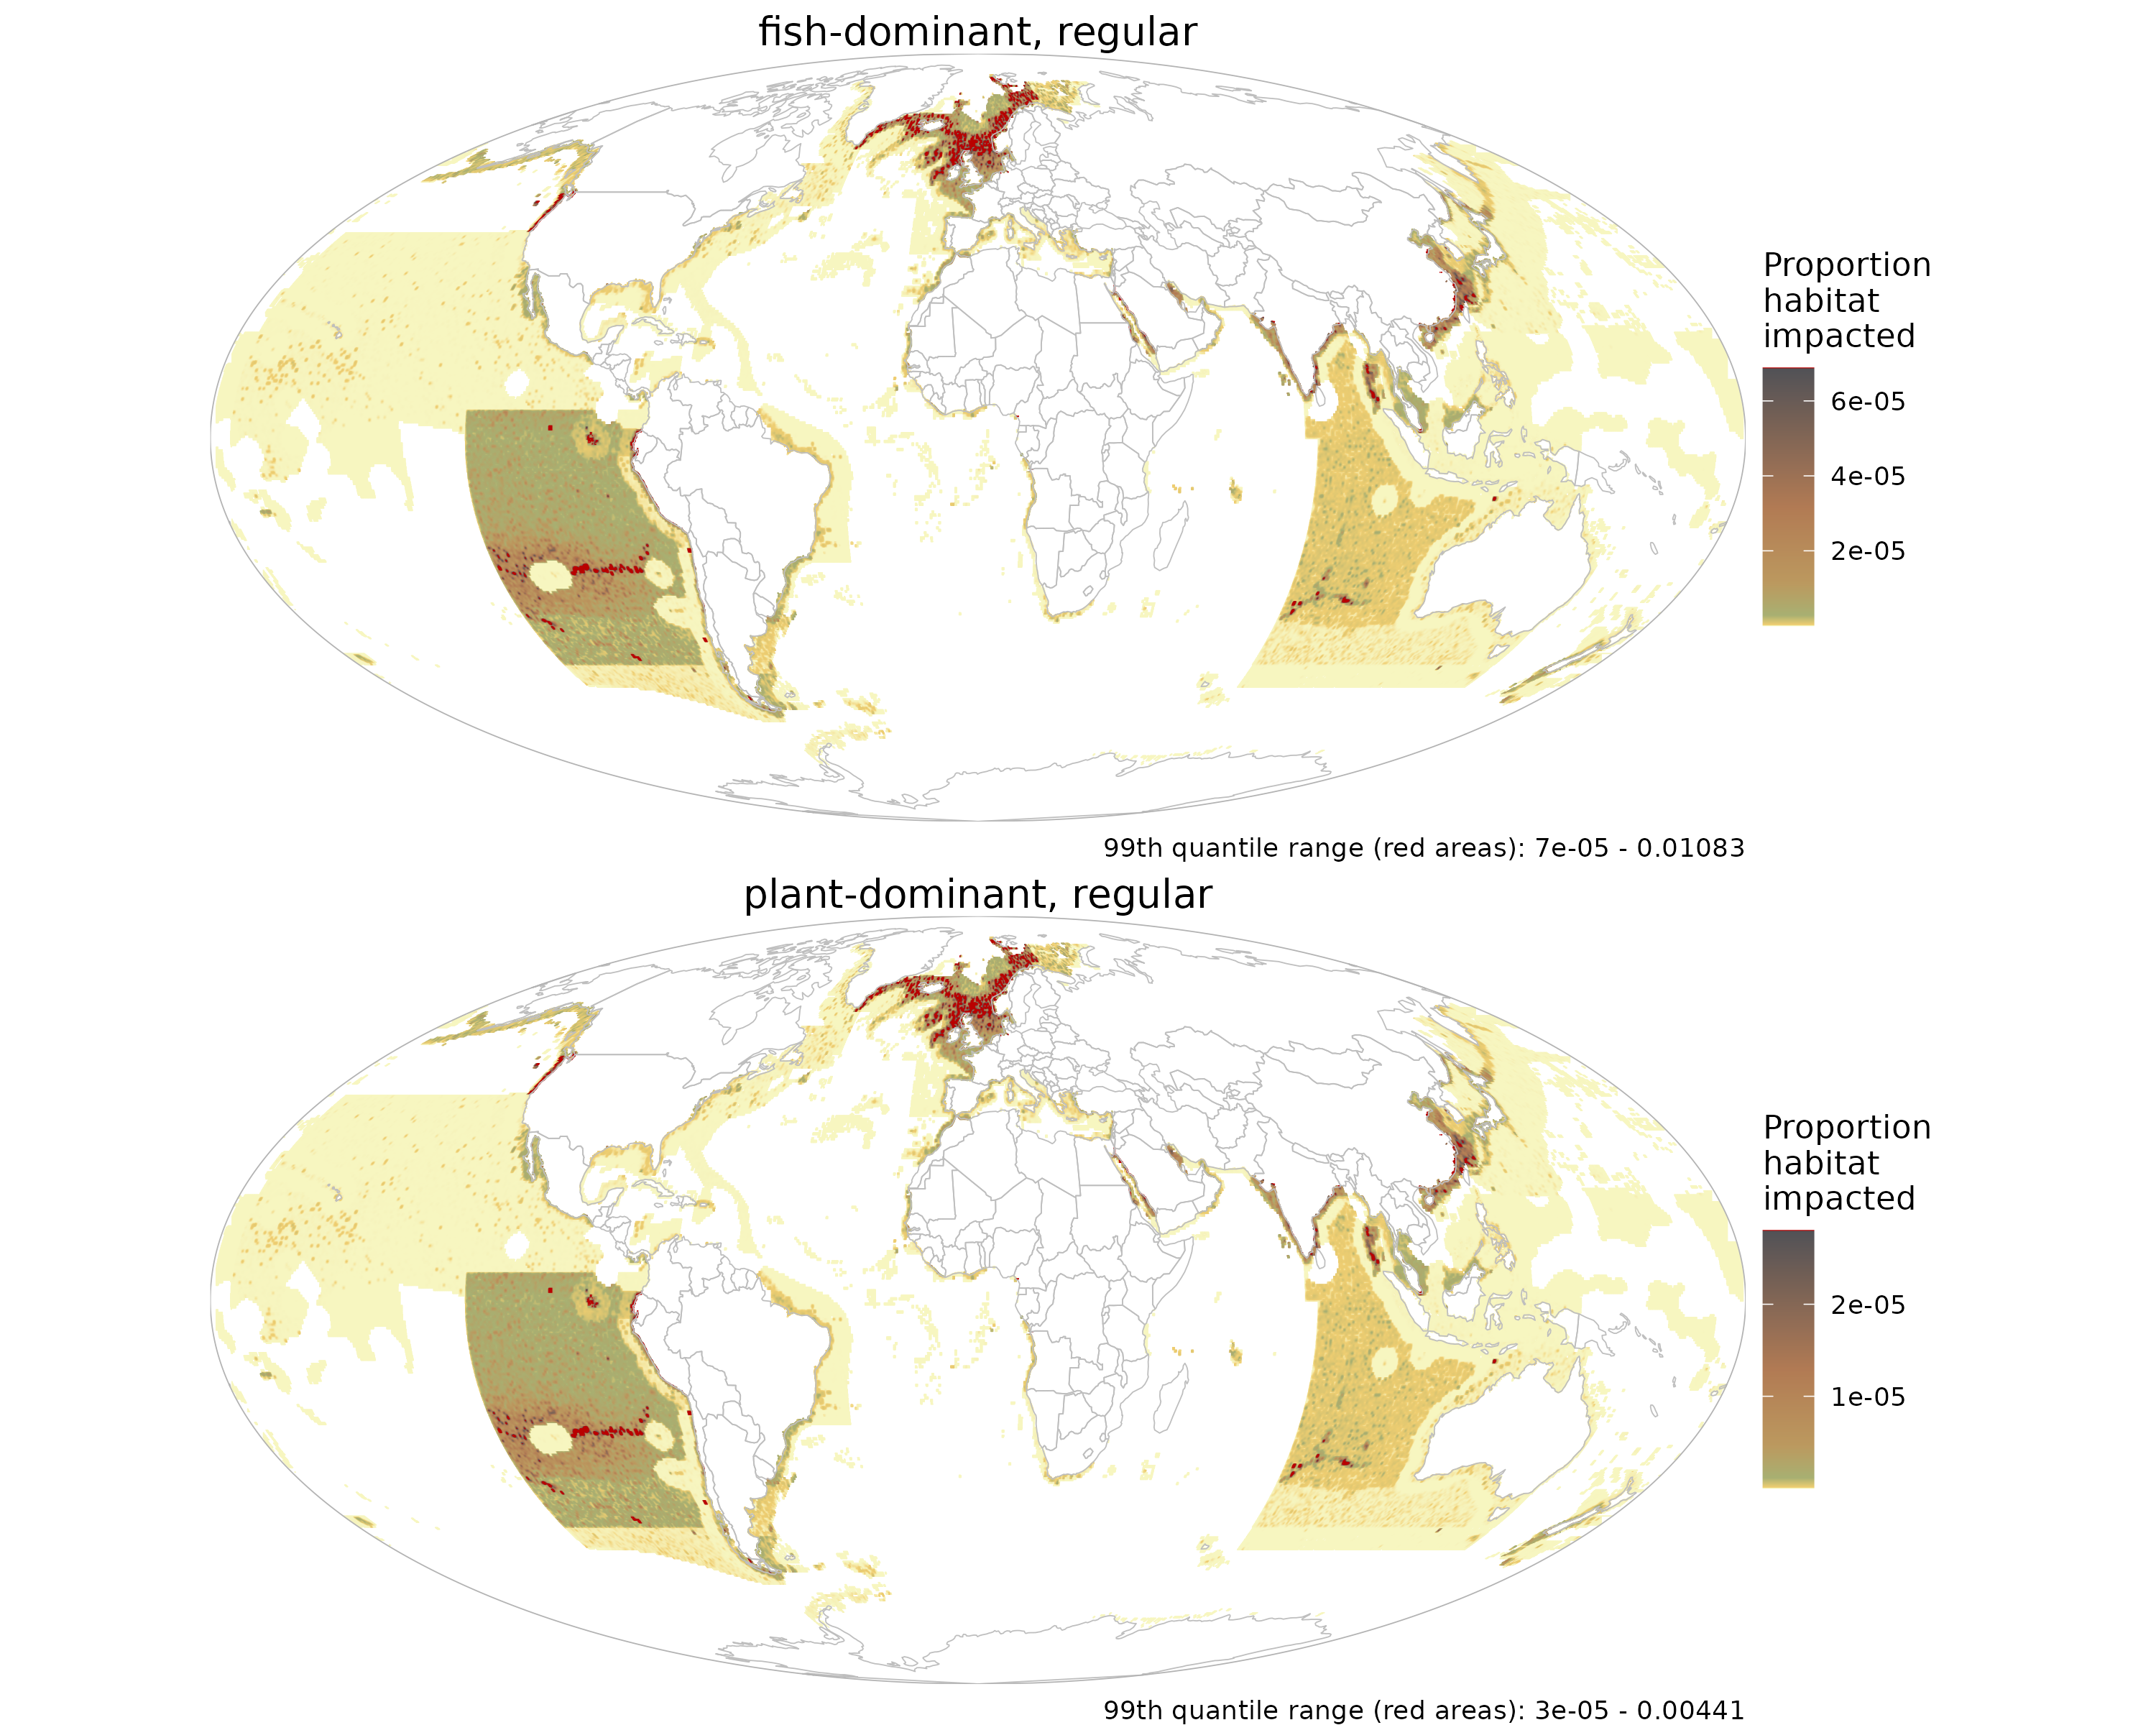 fish-dominant, regular
Proportion
habitat
impacted
6e-05
4e-05
2e-05
99th quantile range (red areas): 7e-05 - 0.01083
plant-dominant, regular
Proportion
habitat
impacted
2e-05
1e-05
99th quantile range (red areas): 3e-05 - 0.00441